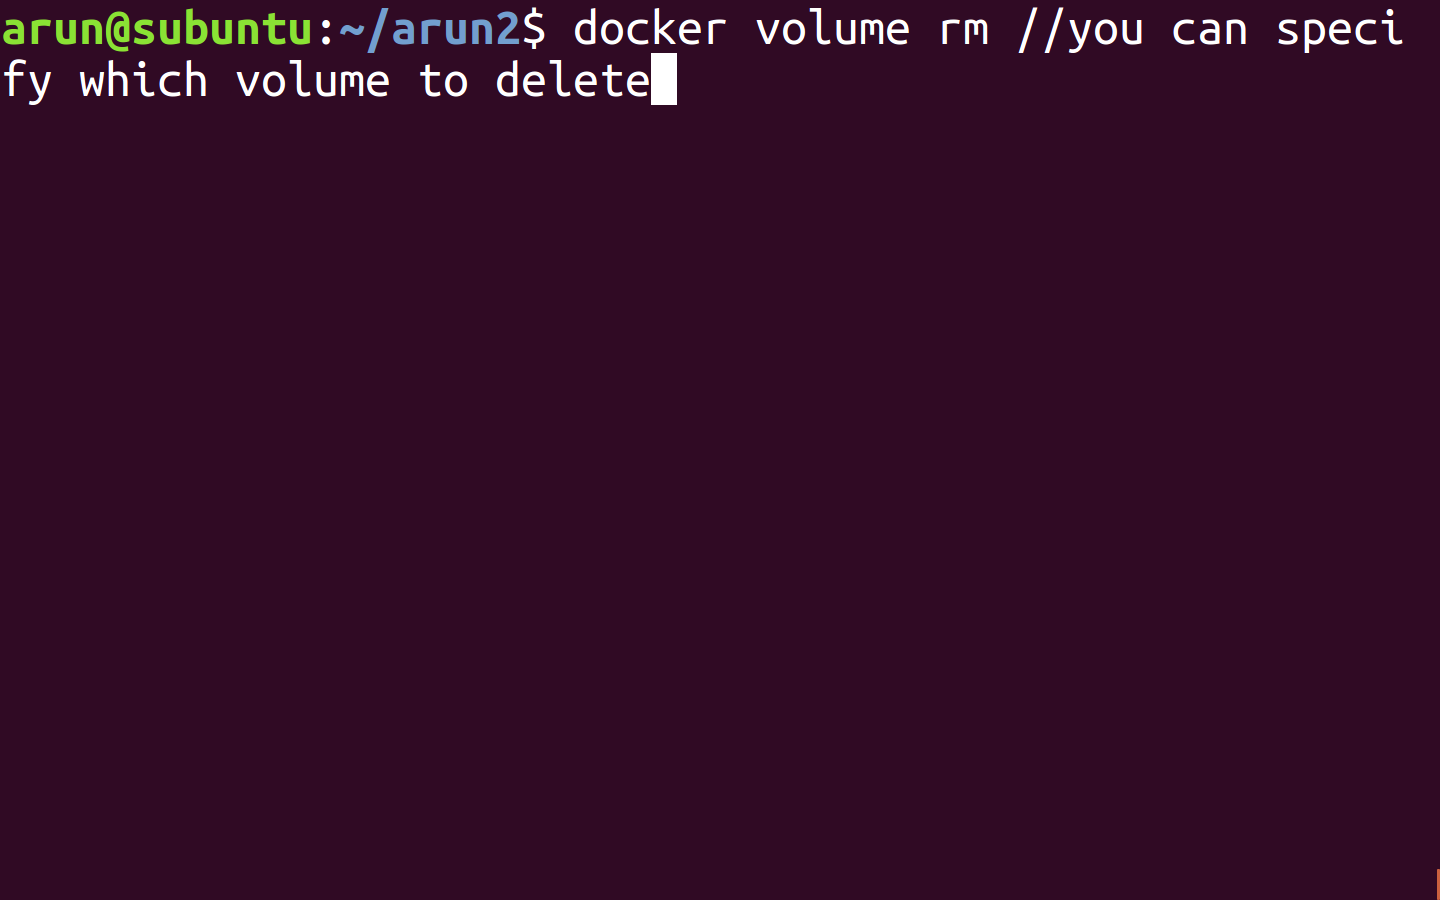 arun@subuntu:~/arun2$ docker volume rm //you can speci
fy which volume to delete